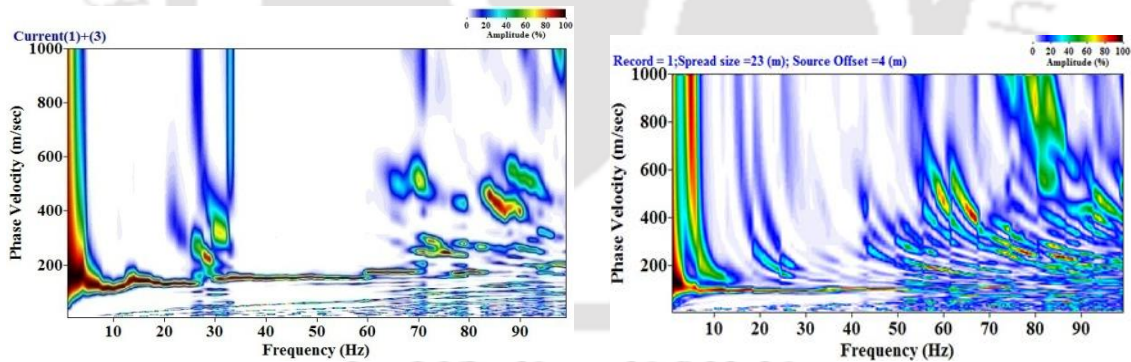 0 20 40 60 80 100
Amplitude (%)
Current(1)+(3)
1000
800
600
400
200
Phase Velocity (m/sec)
10 20 30 40 50 60 70 80 90
Frequency (Hz)
0 20 40 60 80 100
Amplitude (%)
Record = 1;Spread size =23 (m); Source Offset =4 (m)
1000
800
600
400
200
Phase Velocity (m/sec)
10 20 30 40 50 60 70 80 90
Frequency (Hz)